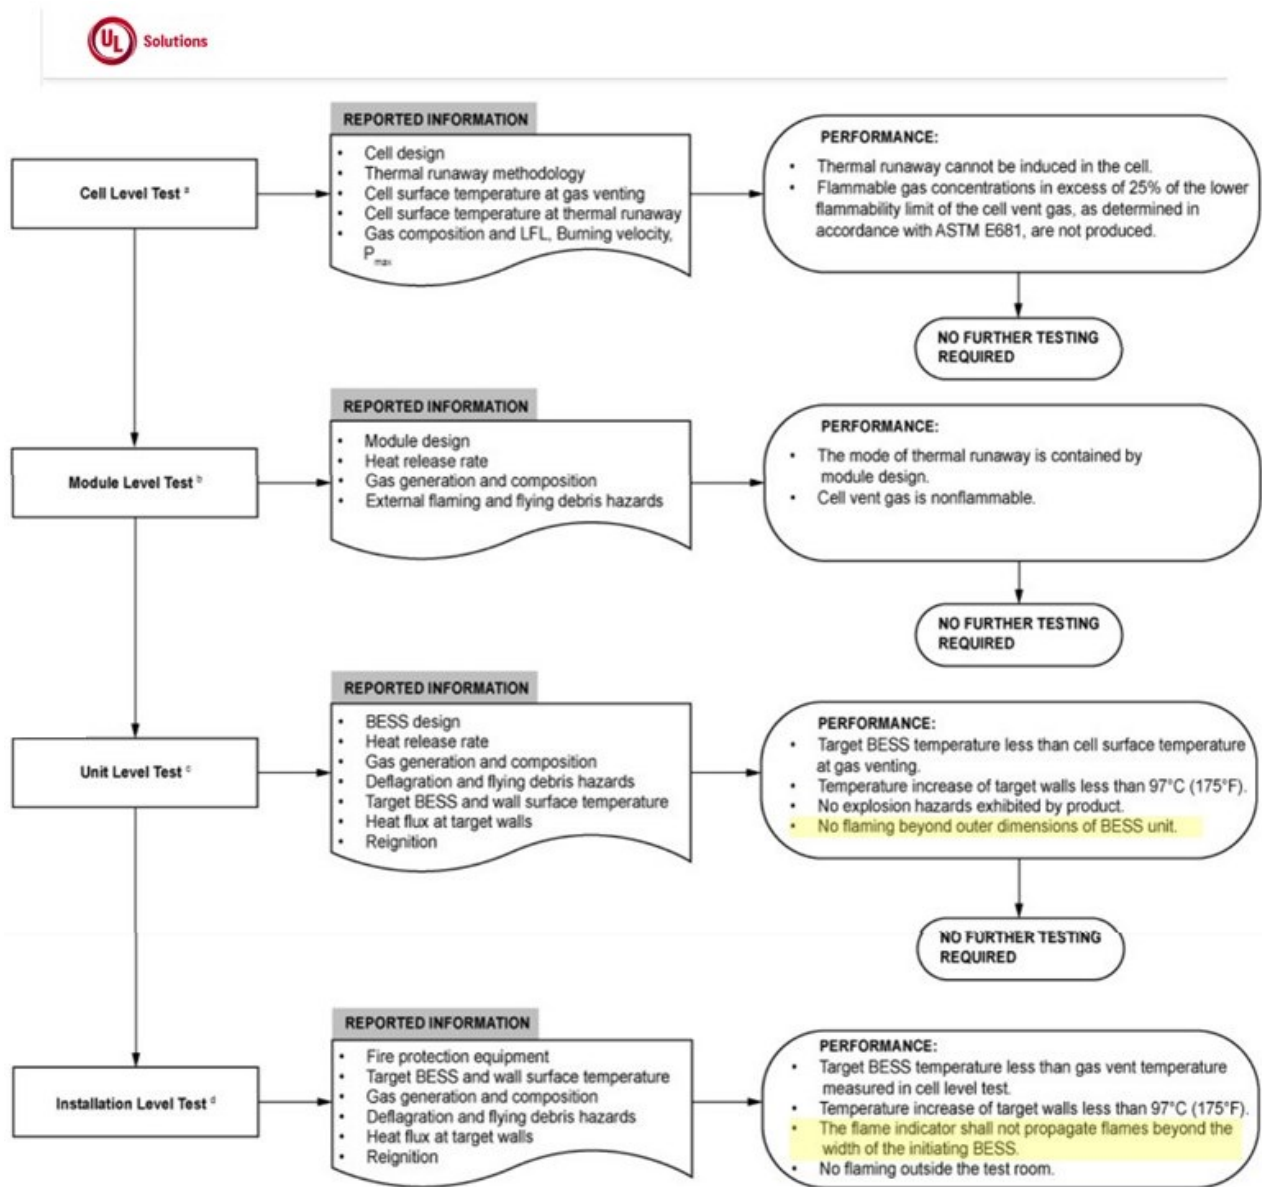 UL Solutions
REPORTED INFORMATION
Cell Level Test a
• Cell design
• Thermal runaway methodology
• Cell surface temperature at gas venting
• Cell surface temperature at thermal runaway
• Gas composition and LFL, Burning velocity,
Pmax
PERFORMANCE:
• Thermal runaway cannot be induced in the cell.
• Flammable gas concentrations in excess of 25% of the lower
flammability limit of the cell vent gas, as determined in
accordance with ASTM E681, are not produced.
NO FURTHER TESTING
REQUIRED
REPORTED INFORMATION
Module Level Test b
• Module design
• Heat release rate
• Gas generation and composition
• External flaming and flying debris hazards
PERFORMANCE:
• The mode of thermal runaway is contained by
module design.
• Cell vent gas is nonflammable.
NO FURTHER TESTING
REQUIRED
REPORTED INFORMATION
Unit Level Test c
• BESS design
• Heat release rate
• Gas generation and composition
• Deflagration and flying debris hazards
• Target BESS and wall surface temperature
• Heat flux at target walls
• Reignition
PERFORMANCE:
• Target BESS temperature less than cell surface temperature
at gas venting.
• Temperature increase of target walls less than 97°C (175°F).
• No explosion hazards exhibited by product.
• No flaming beyond outer dimensions of BESS unit.
NO FURTHER TESTING
REQUIRED
REPORTED INFORMATION
Installation Level Test d
• Fire protection equipment
• Target BESS and wall surface temperature
• Gas generation and composition
• Deflagration and flying debris hazards
• Heat flux at target walls
• Reignition
PERFORMANCE:
• Target BESS temperature less than gas vent temperature
measured in cell level test.
• Temperature increase of target walls less than 97°C (175°F).
• The flame indicator shall not propagate flames beyond the
width of the initiating BESS.
• No flaming outside the test room.